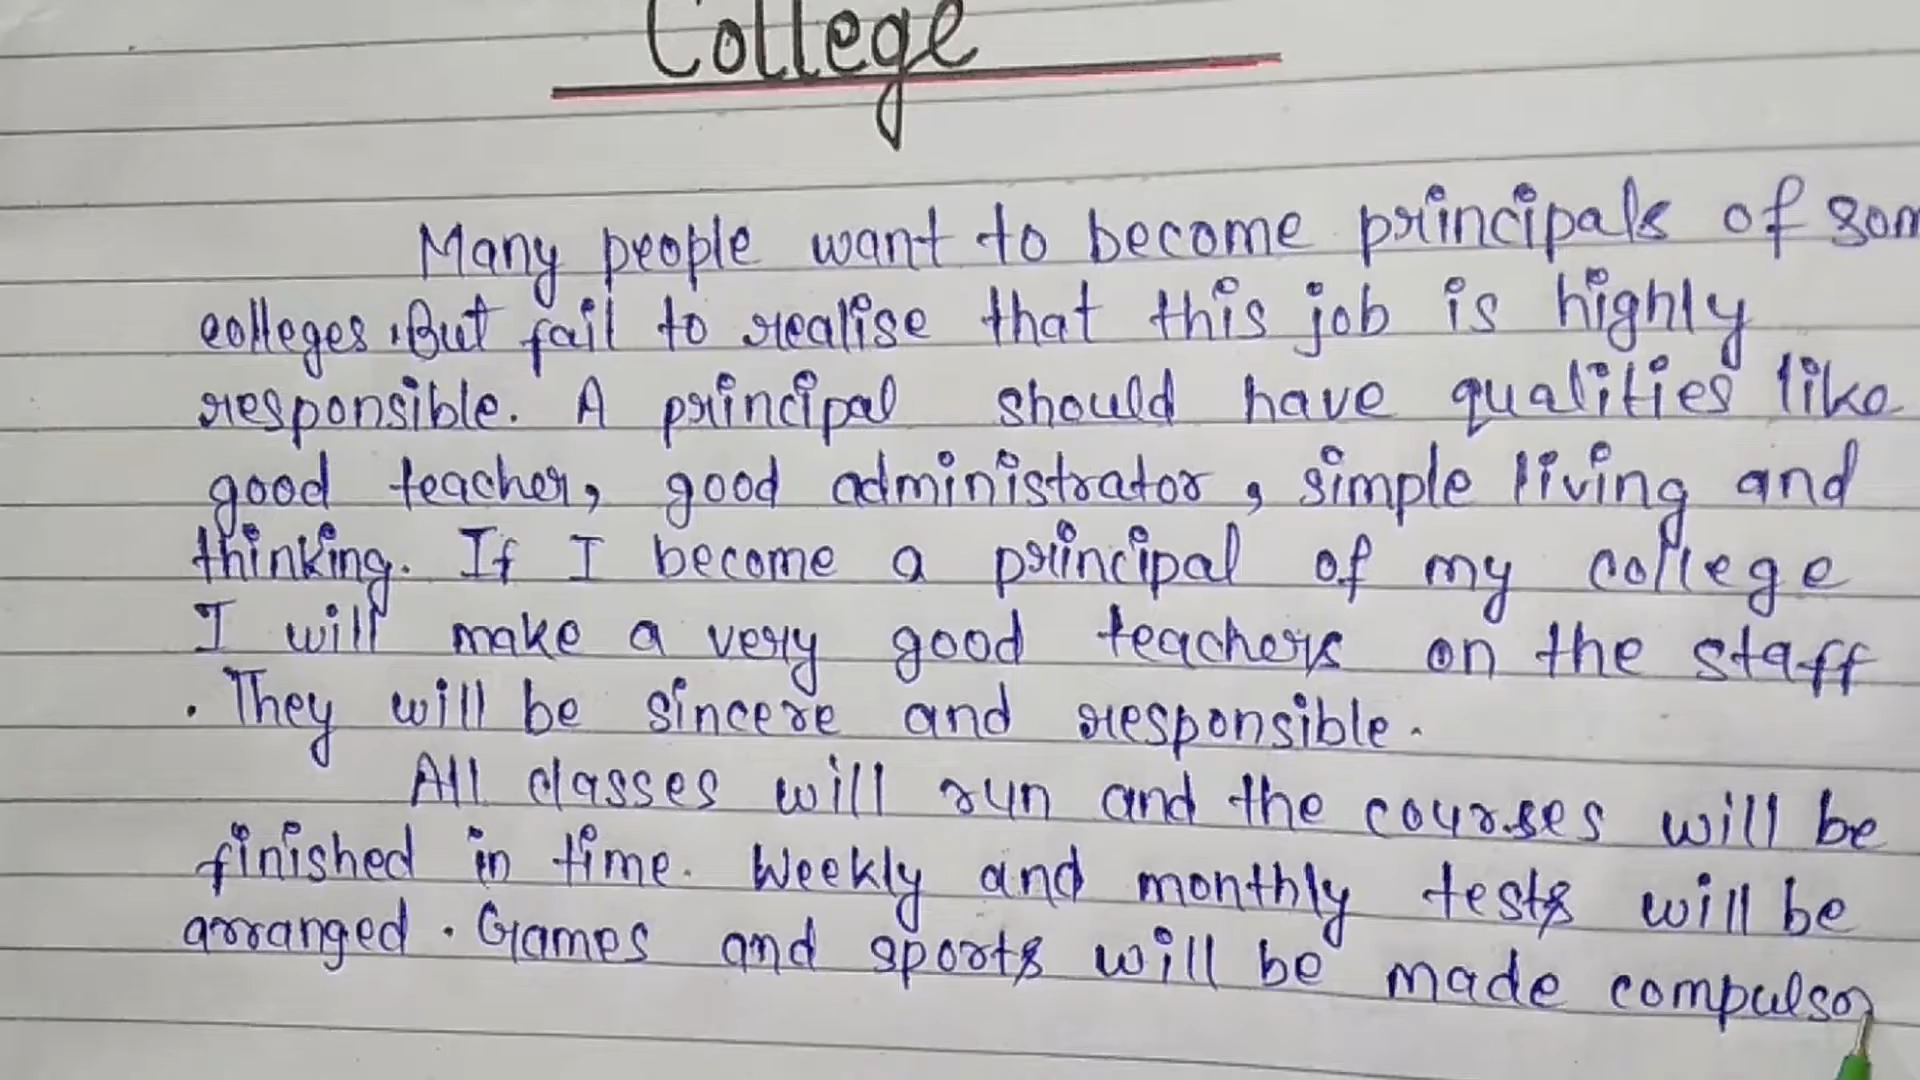 College
Many people want to become principals of som
colleges. But fail to realise that this job is highly
responsible. A principal should have qualities like
good teacher, good administrator, simple living and
thinking. If I become a principal of my college
I will make a very good teachers on the staff
. They will be sincere and responsible.
All classes will run and the courses will be
finished in time. Weekly and monthly tests will be
arranged. Games and sports will be made compulsor